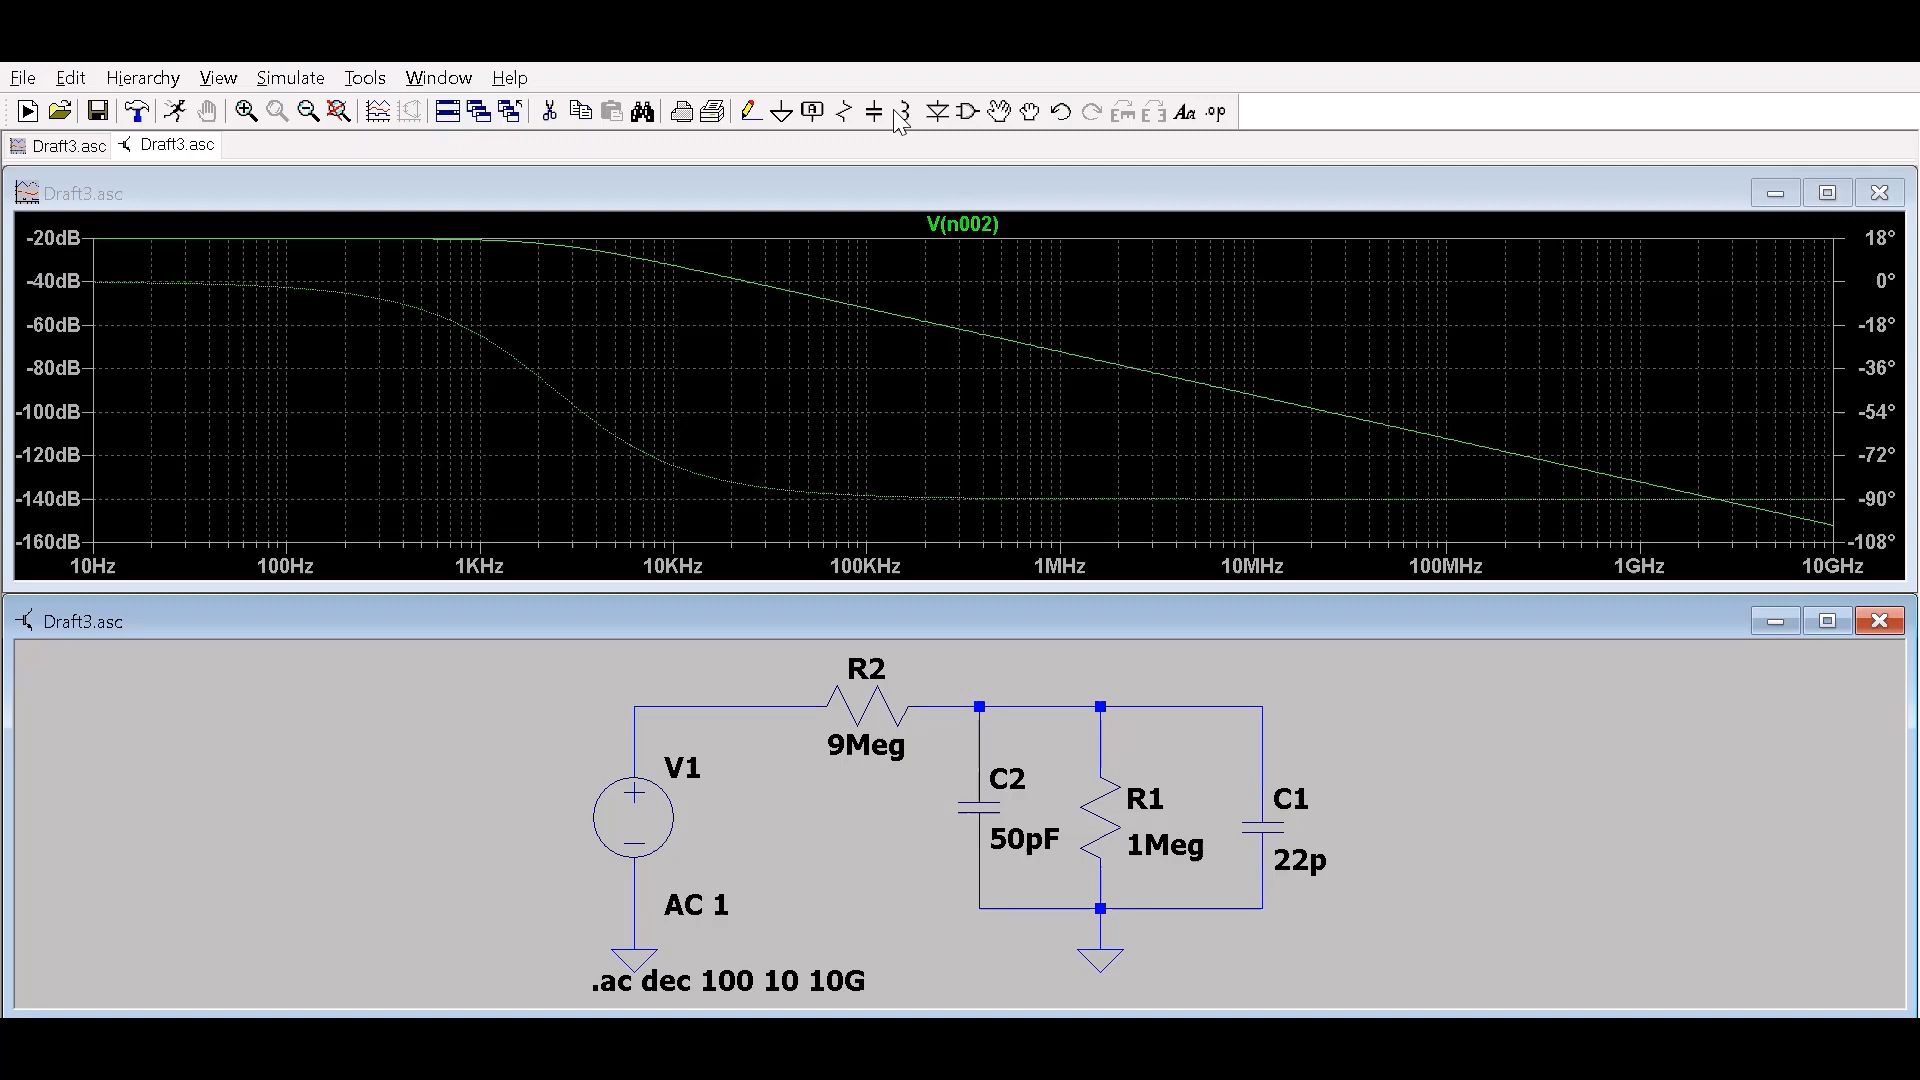 File Edit Hierarchy View Simulate Tools Window Help
.op
Draft3.asc Draft3.asc
Draft3.asc
V(n002)
-20dB 18°
-40dB 0°
-60dB -18°
-80dB -36°
-100dB -54°
-120dB -72°
-140dB -90°
-160dB -108°
10Hz 100Hz 1KHz 10KHz 100KHz 1MHz 10MHz 100MHz 1GHz 10GHz
Draft3.asc
R2
9Meg
V1
C2
R1
C1
50pF
1Meg
22p
AC 1
.ac dec 100 10 10G